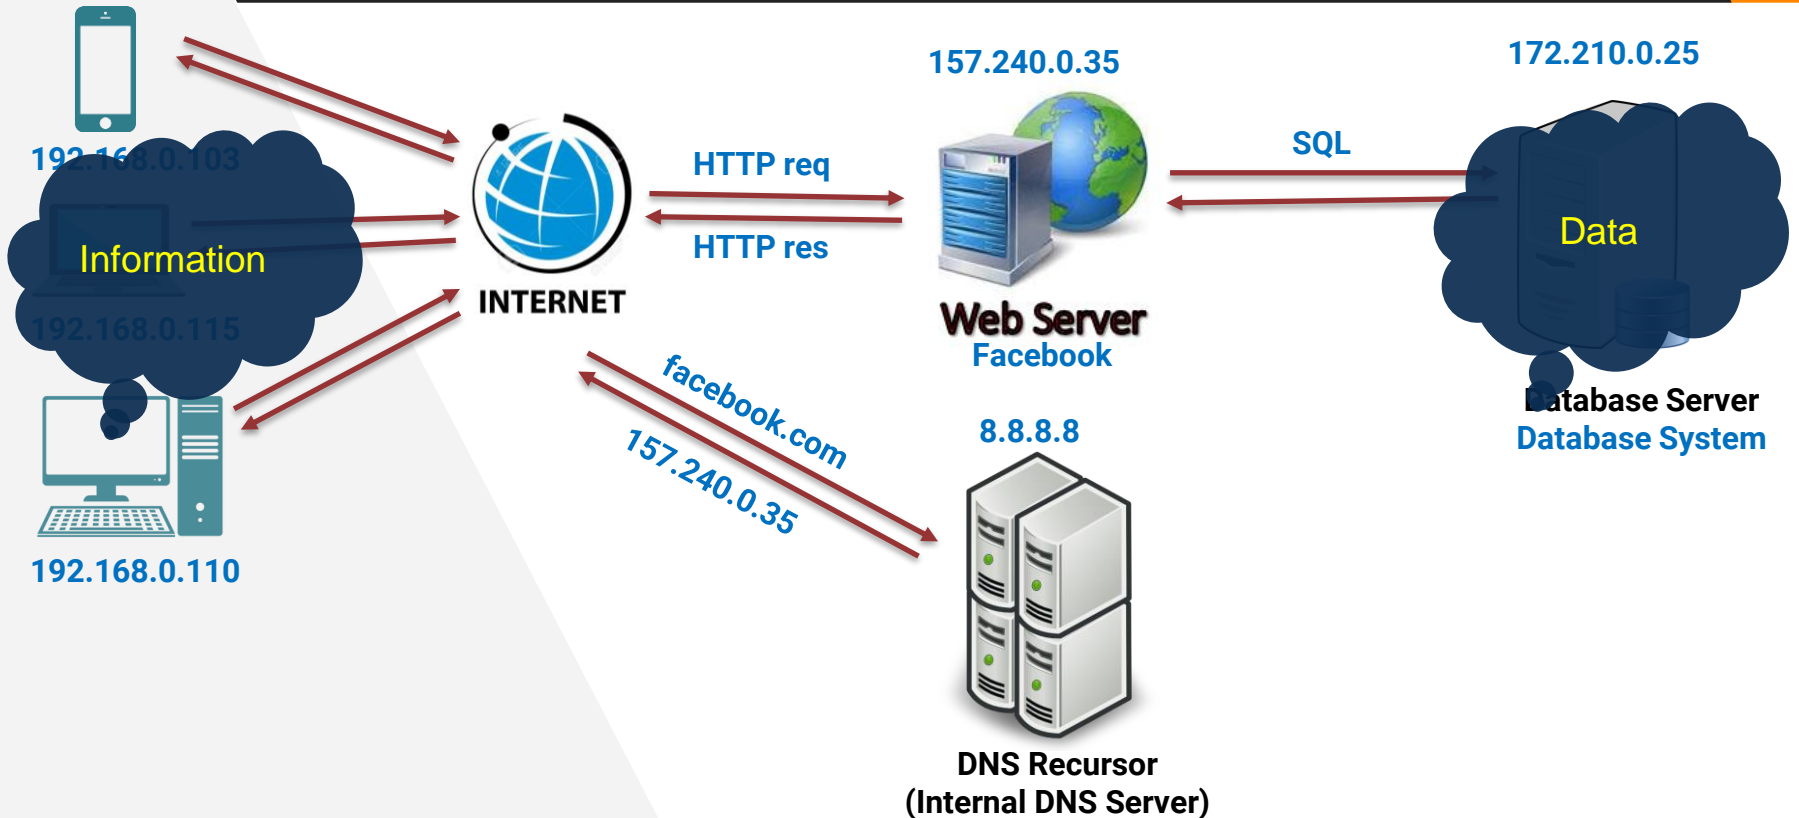 157.240.0.35
172.210.0.25
192.168.0.103
SQL
HTTP req
Data
Information
HTTP res
INTERNET
192.168.0.115
Web Server
Facebook
facebook.com
157.240.0.35
Database Server
Database System
8.8.8.8
192.168.0.110
DNS Recursor
(Internal DNS Server)